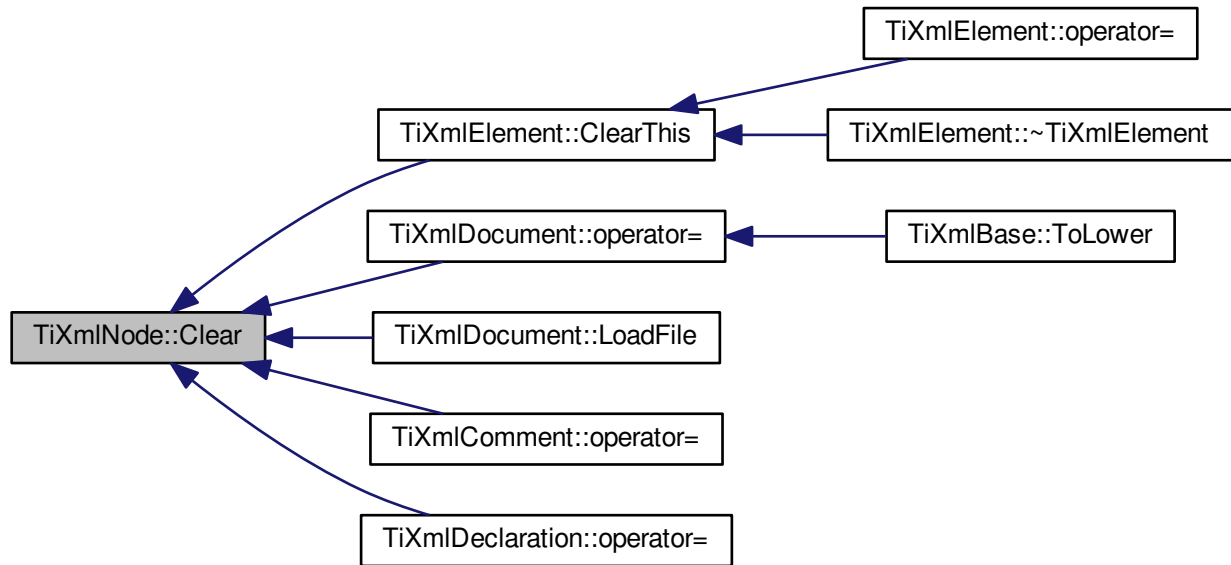 TiXmlElement::operator=
TiXmlElement::ClearThis
TiXmlElement::~TiXmlElement
TiXmlDocument::operator=
TiXmlBase::ToLower
TiXmlNode::Clear
TiXmlDocument::LoadFile
TiXmlComment::operator=
TiXmlDeclaration::operator=